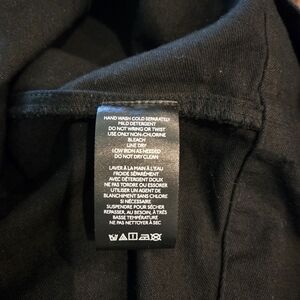 HAND WASH COLD SEPARATELY
MILD DETERGENT
DO NOT WRING OR TWIST
USE ONLY NON-CHLORINE
BLEACH
LINE DRY
LOW IRON AS NEEDED
DO NOT DRY CLEAN
LAVER À LA MAIN À L'EAU
FROIDE SÉPARÉMENT
AVEC DÉTERGENT DOUX
NE PAS TORDRE OU ESSORER
UTILISER UN AGENT DE
BLANCHIMENT SANS CHLORE
SI NÉCESSAIRE
SUSPENDRE POUR SÉCHER
REPASSER, AU BESOIN, À TRÈS
BASSE TEMPÉRATURE
NE PAS NETTOYER À SEC